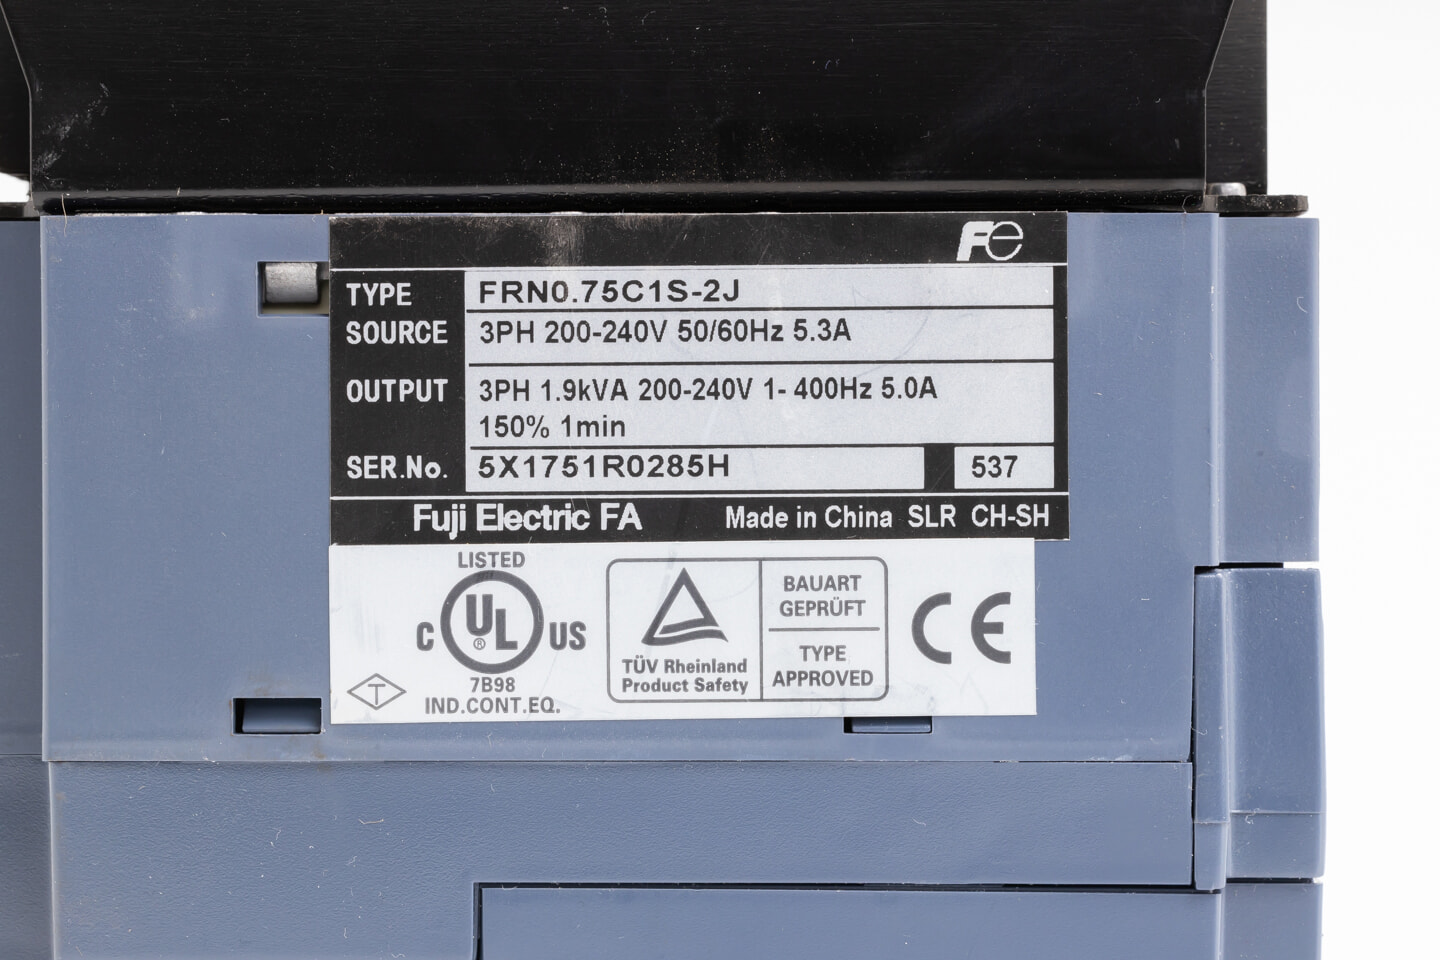 Fe
TYPE FRN0.75C1S-2J
SOURCE 3PH 200-240V 50/60Hz 5.3A
OUTPUT 3PH 1.9kVA 200-240V 1- 400Hz 5.0A
150% 1min
SER.No. 5X1751R0285H 537
Fuji Electric FA Made in China SLR CH-SH
LISTED
C UL ® US
7B98
IND.CONT.EQ.
T
TÜV Rheinland
Product Safety
BAUART
GEPRÜFT
TYPE
APPROVED
CE